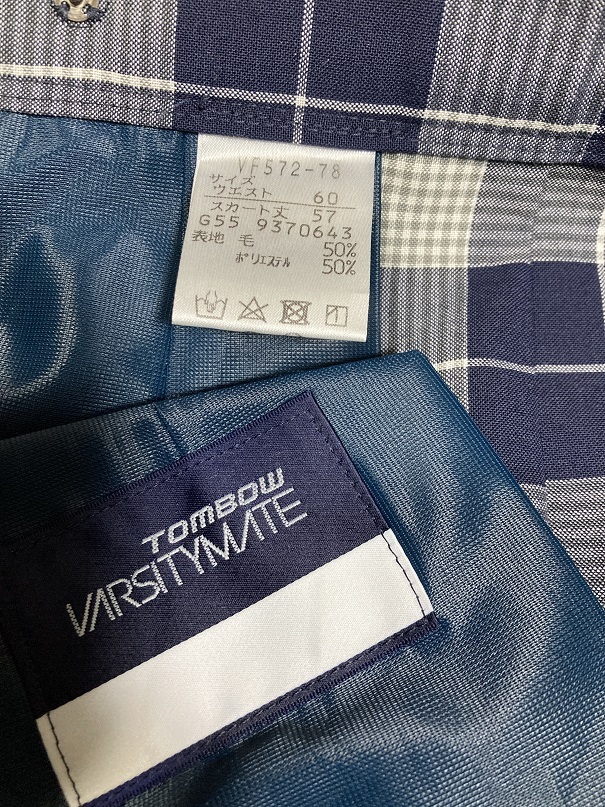 VF572-78
サイズ
ウエスト 60
スカート丈 57
G55 9370643
表地 毛 50%
ポリエステル 50%
TOMBOW
VARSITYMATE